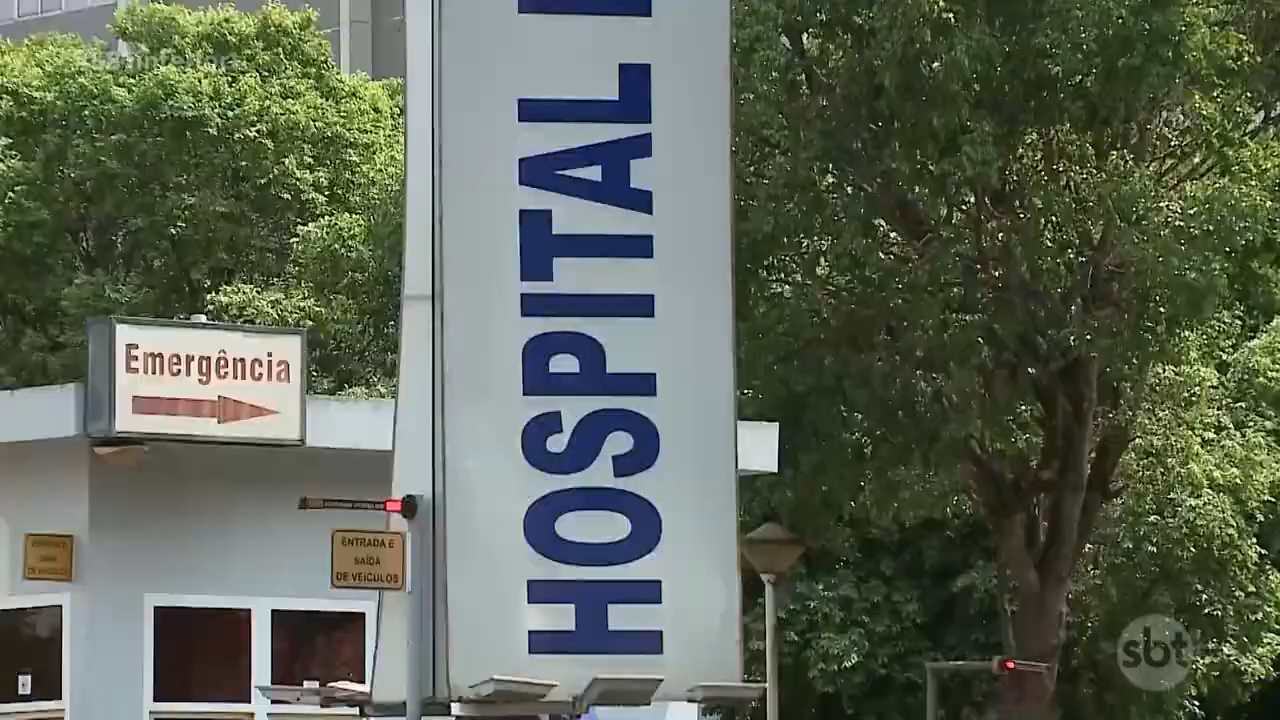 HOSPITAL
Emergência
ENTRADA E
SAÍDA
DE VEÍCULOS
sbt